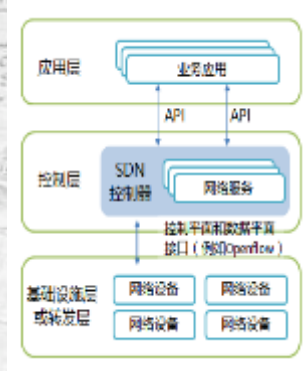 应用层
业务应用
API
API
控制层
SDN
控制器
网络服务
控制平面和数据平面
接口(例如Openflow)
基础设施层
或转发层
网络设备
网络设备
网络设备
网络设备